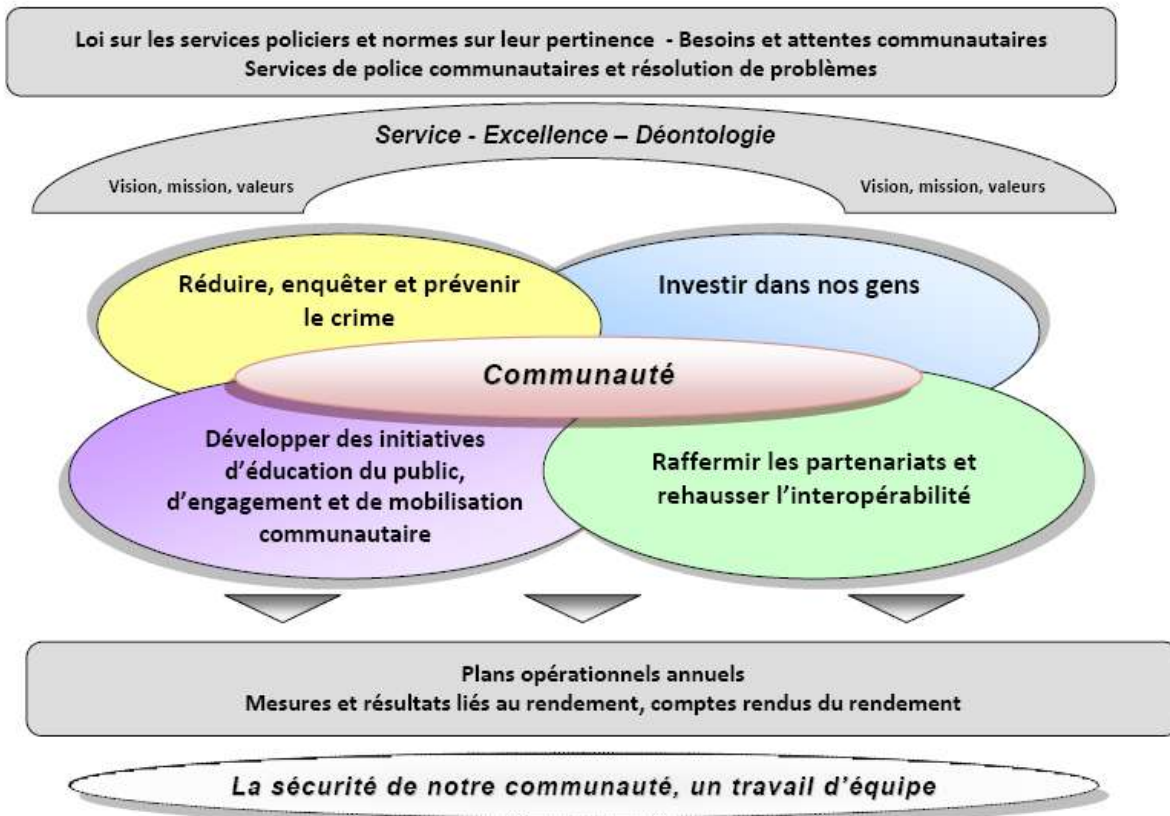 Loi sur les services policiers et normes sur leur pertinence - Besoins et attentes communautaires
Services de police communautaires et résolution de problèmes
Service - Excellence – Déontologie
Vision, mission, valeurs
Vision, mission, valeurs
Réduire, enquêter et prévenir
le crime
Investir dans nos gens
Communauté
Développer des initiatives
d’éducation du public,
d’engagement et de mobilisation
communautaire
Raffermir les partenariats et
rehausser l’interopérabilité
Plans opérationnels annuels
Mesures et résultats liés au rendement, comptes rendus du rendement
La sécurité de notre communauté, un travail d’équipe